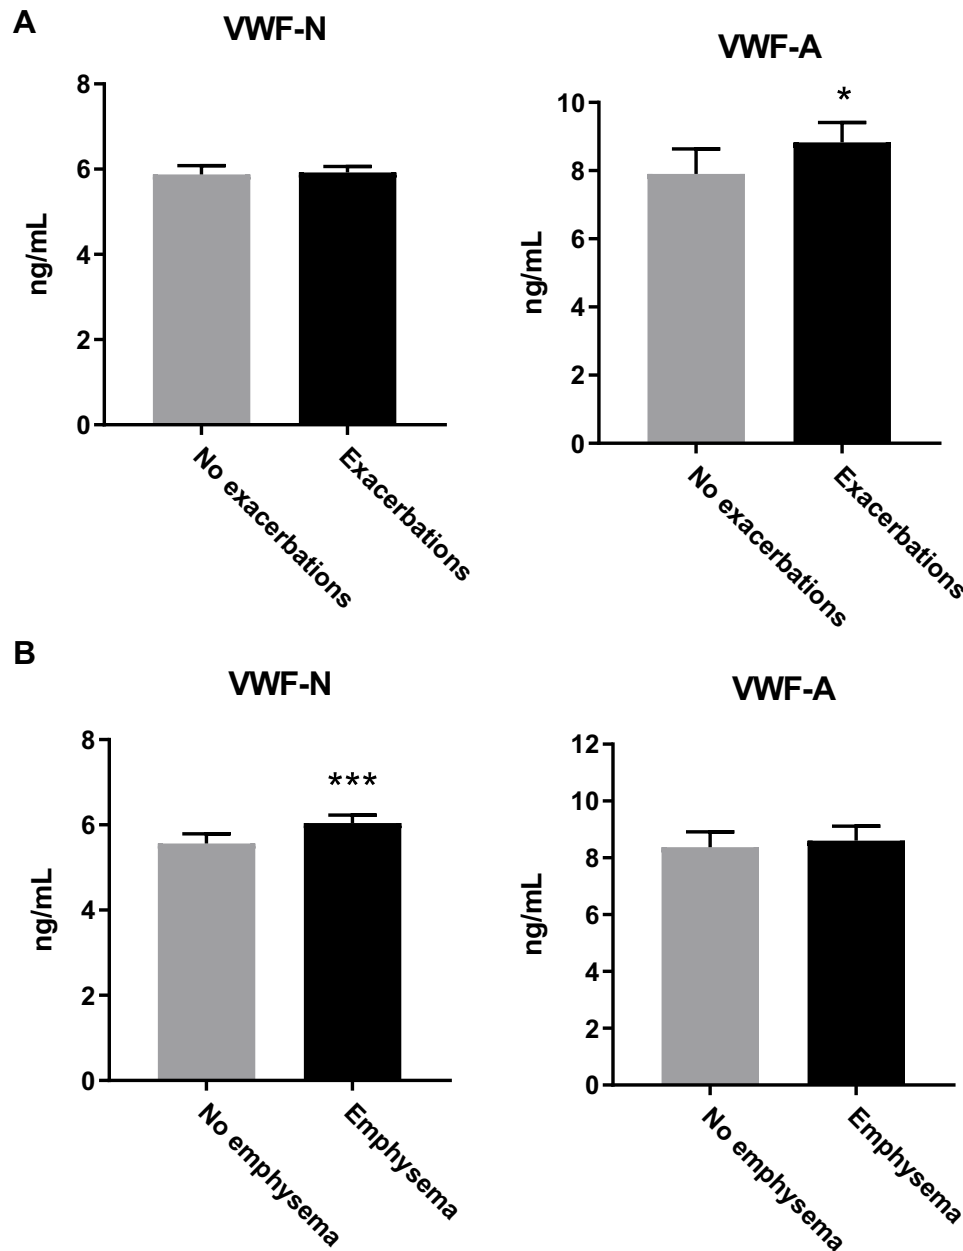 A
VWF-N
8
6
4
2
0
ng/mL
No exacerbations
Exacerbations
VWF-A
*
10
8
6
4
2
0
ng/mL
No exacerbations
Exacerbations
B
VWF-N
***
8
6
4
2
0
ng/mL
No emphysema
Emphysema
VWF-A
12
10
8
6
4
2
0
ng/mL
No emphysema
Emphysema